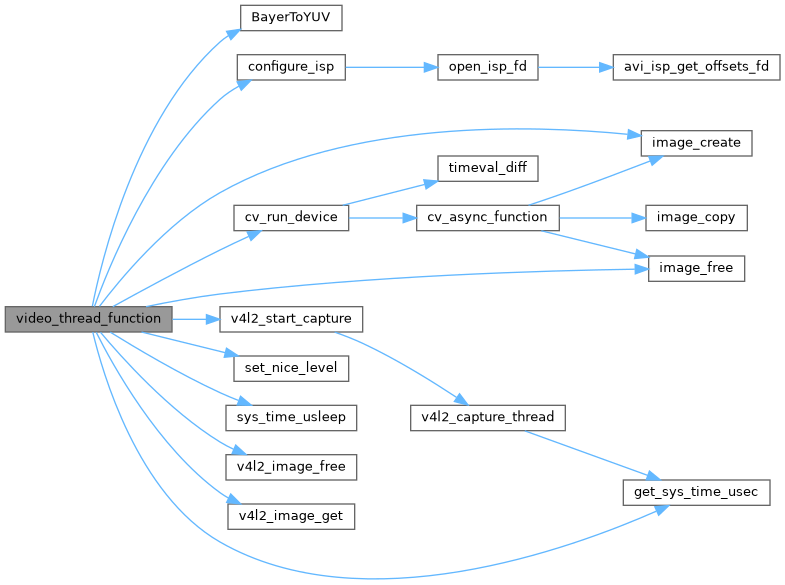 BayerToYUV
configure_isp
open_isp_fd
avi_isp_get_offsets_fd
image_create
timeval_diff
cv_run_device
cv_async_function
image_copy
image_free
video_thread_function
v4l2_start_capture
set_nice_level
sys_time_usleep
v4l2_capture_thread
v4l2_image_free
get_sys_time_usec
v4l2_image_get